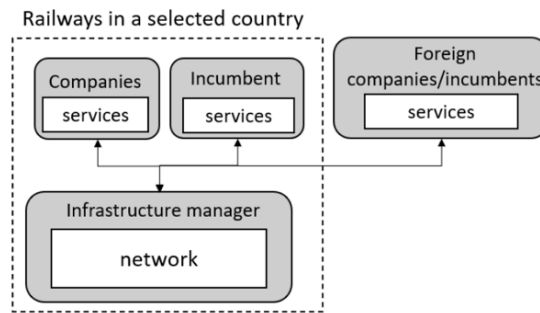 Railways in a selected country
Companies
services
Incumbent
services
Foreign
companies/incumbents
services
Infrastructure manager
network